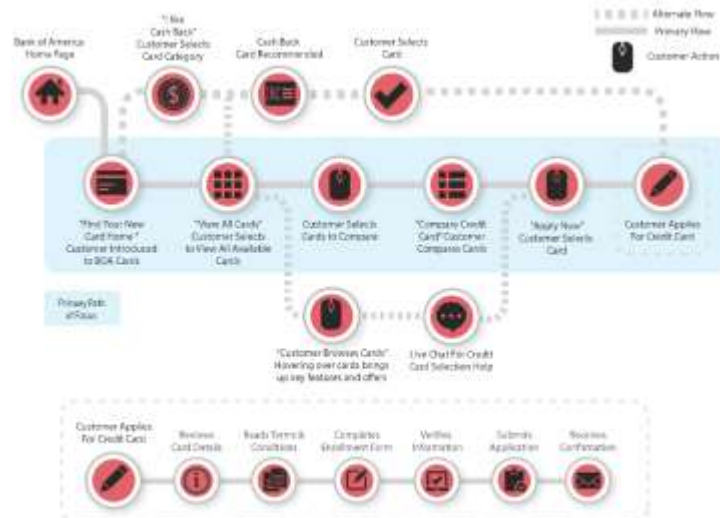 Alternate Flow
Primary Flow
Customer Action
Bank of America
Home Page
"I like
Cash Back"
Customer Selects
Card Category
Cash Back
Card Recommended
Customer Selects
Card
"Find Your New
Card Home"
Customer Introduced
to BOA Cards
"View All Cards"
Customer Selects
to View All Available
Cards
Customer Selects
Cards to Compare
"Company Credit
Card" Customer
Compares Cards
"Apply Now"
Customer Selects
Card
Customer Applies
For Credit Card
Primary Path
of Focus
"Customer Browses Cards"
Hovering over cards brings
up key features and offers
Live Chat For Credit
Card Selection Help
Customer Applies
For Credit Card
Reviews
Card Details
Reads Terms &
Conditions
Completes
Enrollment Form
Verifies
Information
Submits
Application
Receives
Confirmation